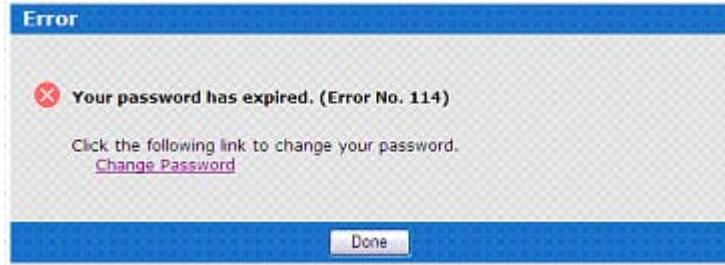 Error
Your password has expired. (Error No. 114)
Click the following link to change your password.
Change Password
Done